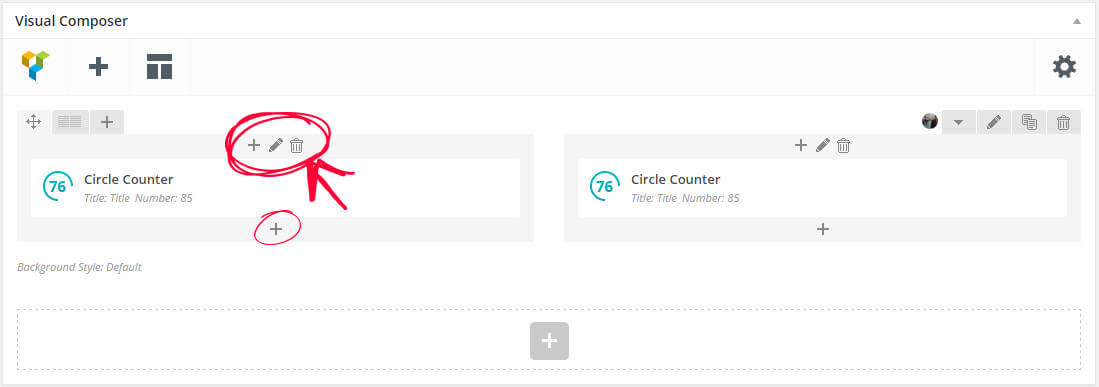 Visual Composer
76 Circle Counter
Title: Title Number: 85
76 Circle Counter
Title: Title Number: 85
Background Style: Default